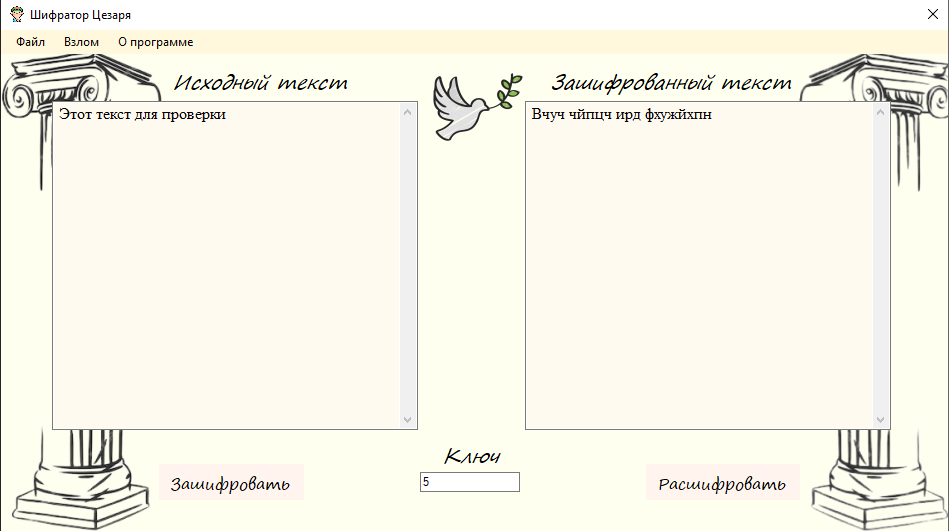 Шифратор Цезаря
Файл Взлом О программе
Исходный текст
Зашифрованный текст
Этот текст для проверки
Вчуч чйпцч ирд фхужйхпн
Ключ
5
Зашифровать
Расшифровать